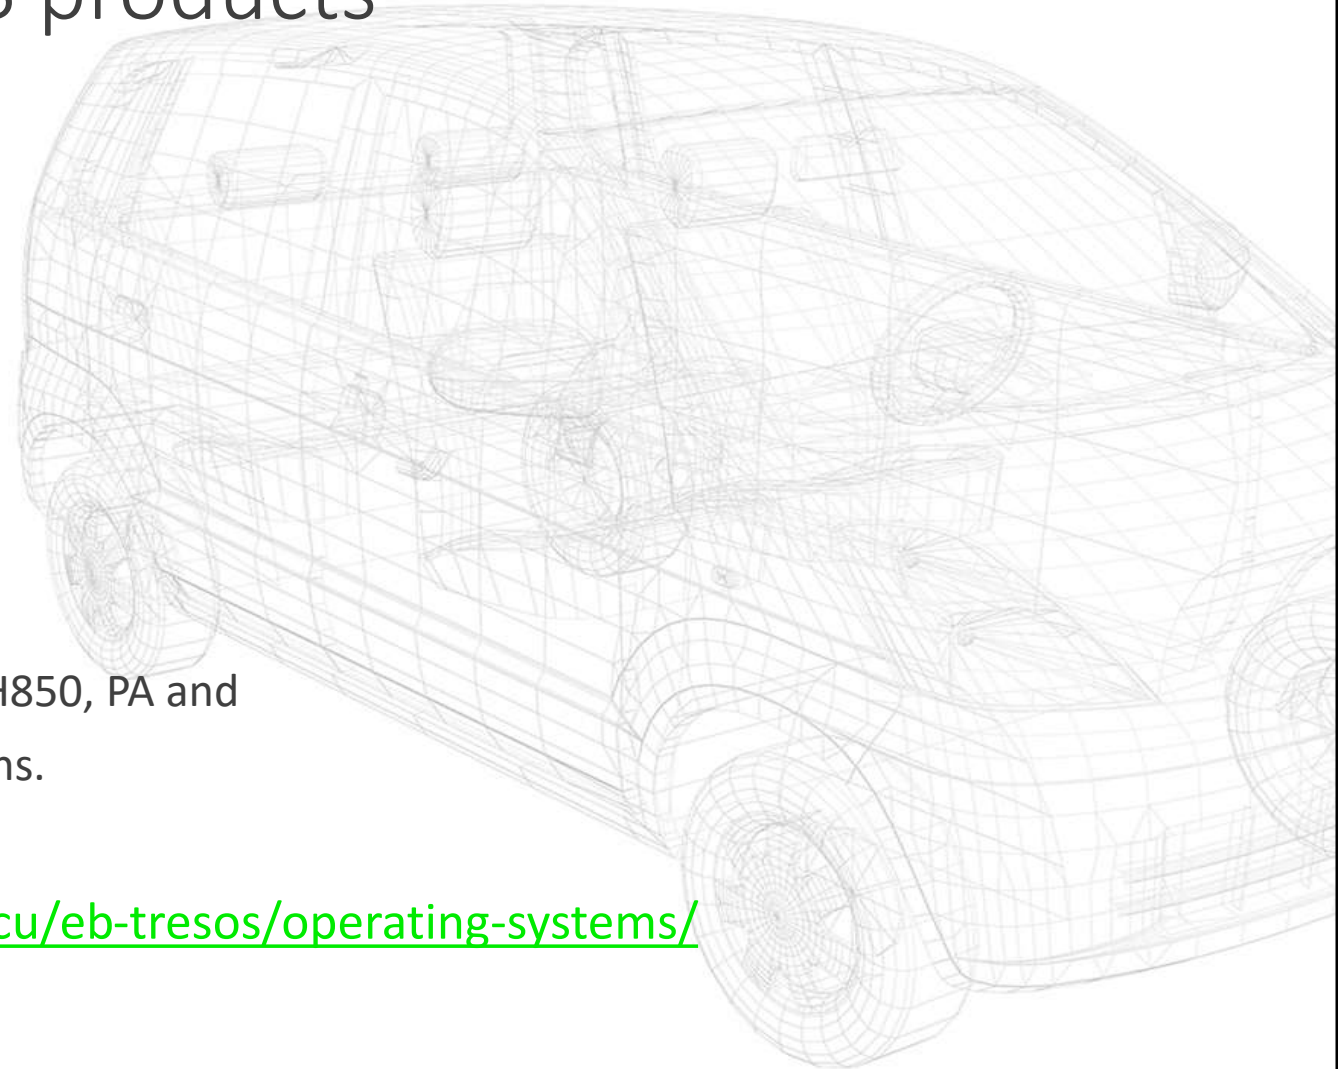 products
H850, PA and
ns.
cu/eb-tresos/operating-systems/